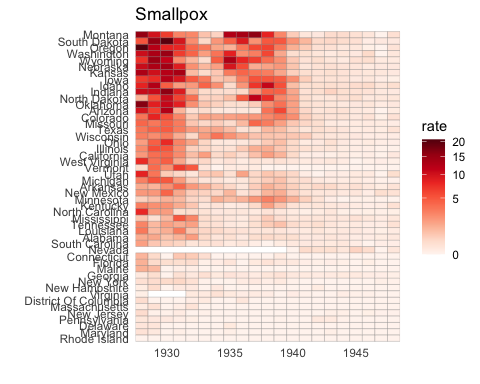 Smallpox
Montana
South Dakota
Oregon
Washington
Wyoming
Nebraska
Kansas
Iowa
Idaho
Indiana
North Dakota
Oklahoma
Arizona
Colorado
Missouri
Texas
Wisconsin
Ohio
Illinois
California
West Virginia
Vermont
Utah
Michigan
Arkansas
New Mexico
Minnesota
Kentucky
North Carolina
Mississippi
Tennessee
Louisiana
Alabama
South Carolina
Nevada
Connecticut
Florida
Maine
Georgia
New York
New Hampshire
Virginia
District Of Columbia
Massachusetts
New Jersey
Pennsylvania
Delaware
Maryland
Rhode Island
1930 1935 1940 1945
rate
20
15
10
5
0